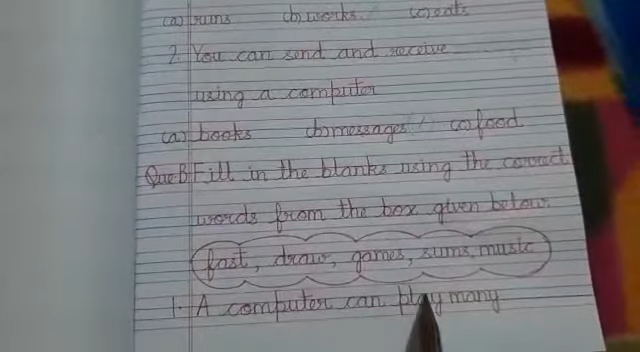 (a) runs (b) works (c) eats
2. You can send and receive
using a computer
(a) books (b) messages (c) food
Que B Fill in the blanks using the correct
words from the box given below
fast, draw, games, sums, music
1. A computer can play many